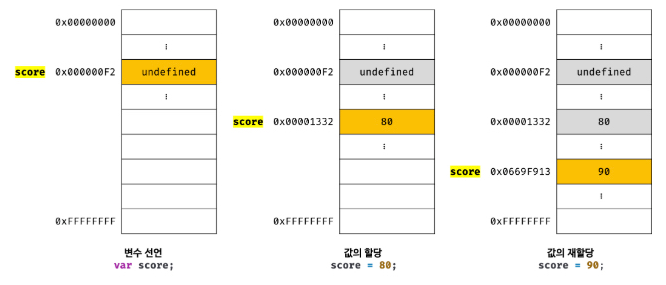 0x00000000
⋮
score 0x000000F2 undefined
⋮
0xFFFFFFFF
변수 선언
var score;
0x00000000
⋮
0x000000F2 undefined
⋮
score 0x00001332 80
⋮
0xFFFFFFFF
값의 할당
score = 80;
0x00000000
⋮
0x000000F2 undefined
⋮
0x00001332 80
⋮
score 0x0669F913 90
⋮
0xFFFFFFFF
값의 재할당
score = 90;